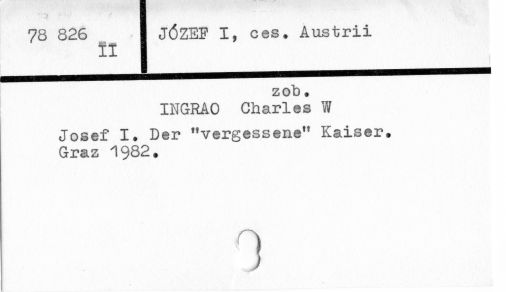 78 826
II
JÓZEF I, ces. Austrii
zob.
INGRAO Charles W
Josef I. Der "vergessene" Kaiser.
Graz 1982.